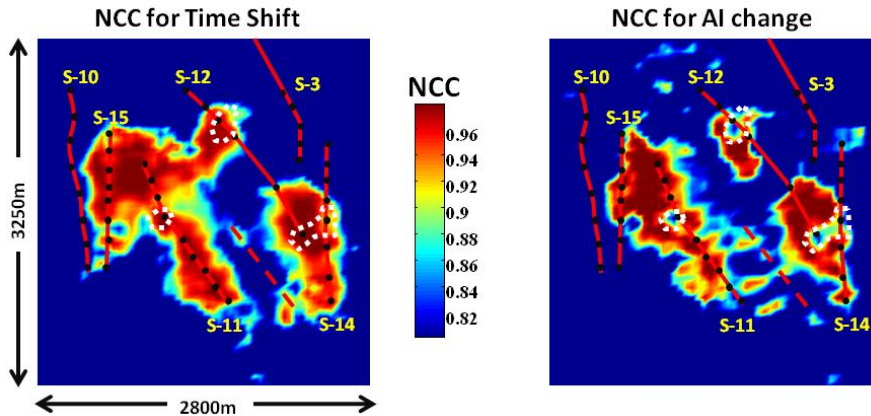 NCC for Time Shift
NCC for AI change
S-10
S-12
S-3
S-15
S-11
S-14
NCC
0.96
0.94
0.92
0.9
0.88
0.86
0.84
0.82
S-10
S-12
S-3
S-15
S-11
S-14
3250m
2800m